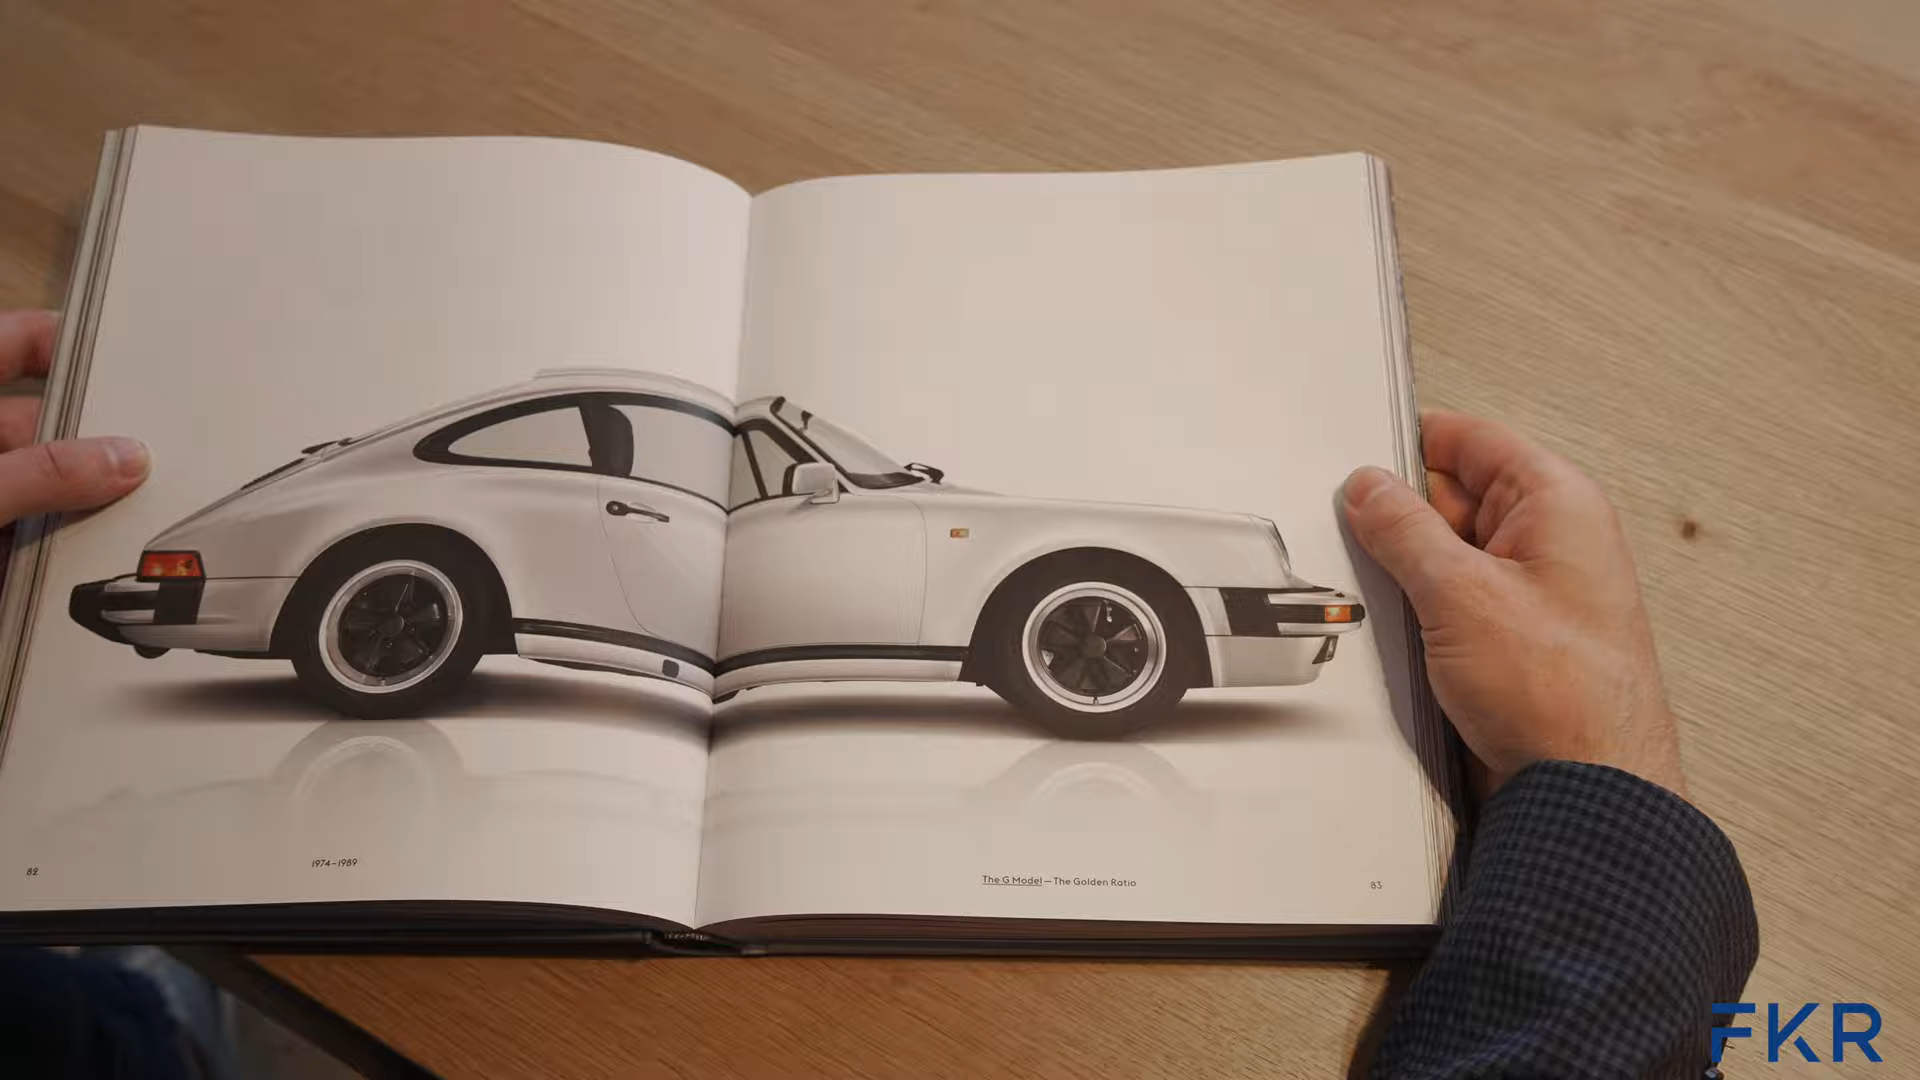 82
1974–1989
The G Model — The Golden Ratio
83
FKR